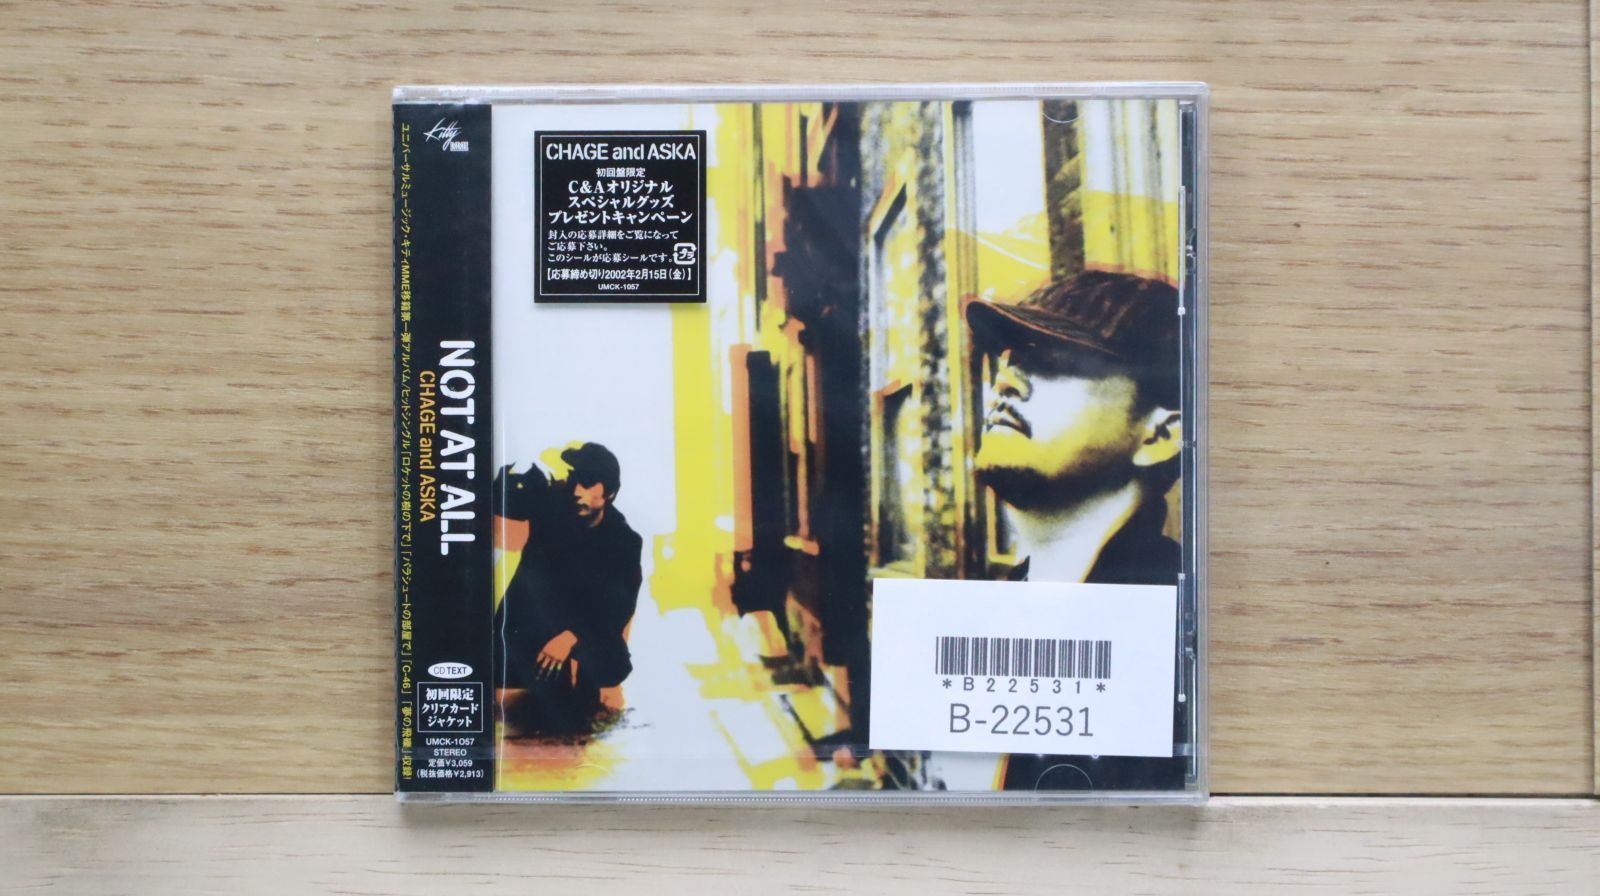 Kitty
MME
ユニバーサルミュージック・キティMME移籍第一弾アルバム/ヒットシングル「ロケットの樹の下で」「パラシュートの部屋で」「C-46」「夢の飛礫」収録!
NOT AT ALL
CHAGE and ASKA
CD TEXT
初回限定
クリアカード
ジャケット
UMCK-1057
STEREO
定価¥3,059
(税抜価格¥2,913)
CHAGE and ASKA
初回盤限定
C&Aオリジナル
スペシャルグッズ
プレゼントキャンペーン
封入の応募詳細をご覧になって
ご応募下さい。
このシールが応募シールです。
【応募締め切り2002年2月15日(金)】
UMCK-1057
*B22531*
B-22531